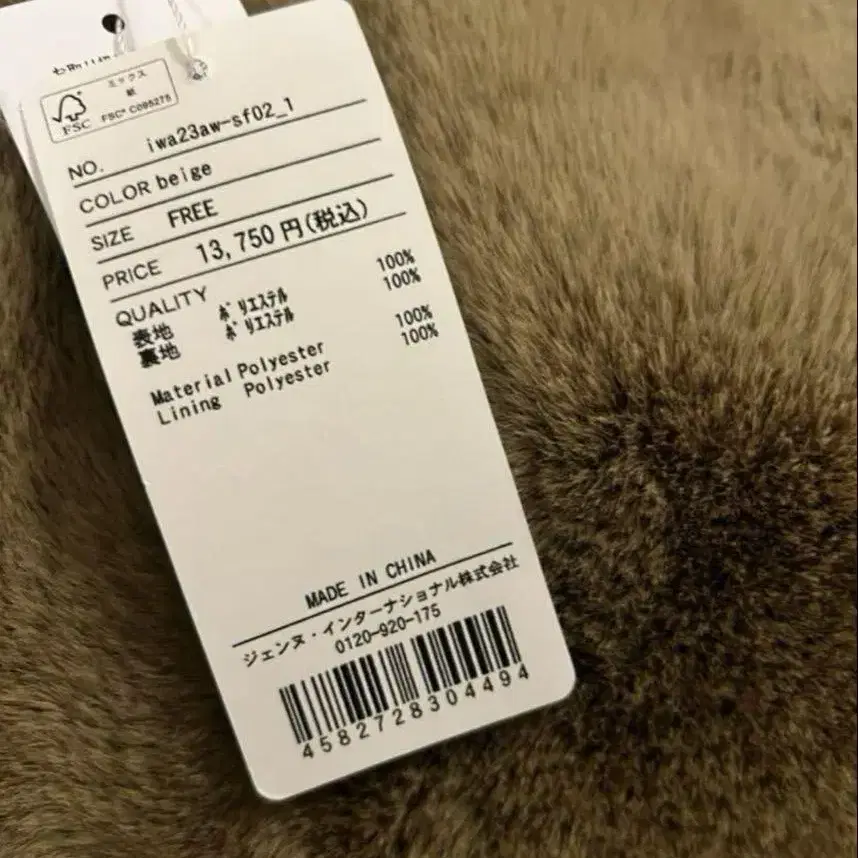 ミックス
紙
FSC
FSC® C095275
NO. iwa23aw-sf02_1
COLOR beige
SIZE FREE
PRICE 13,750円(税込)
QUALITY
表地 ポリエステル 100%
裏地 ポリエステル 100%
Material Polyester 100%
Lining Polyester 100%
MADE IN CHINA
ジェンヌ・インターナショナル株式会社
0120-920-175
4582728304494